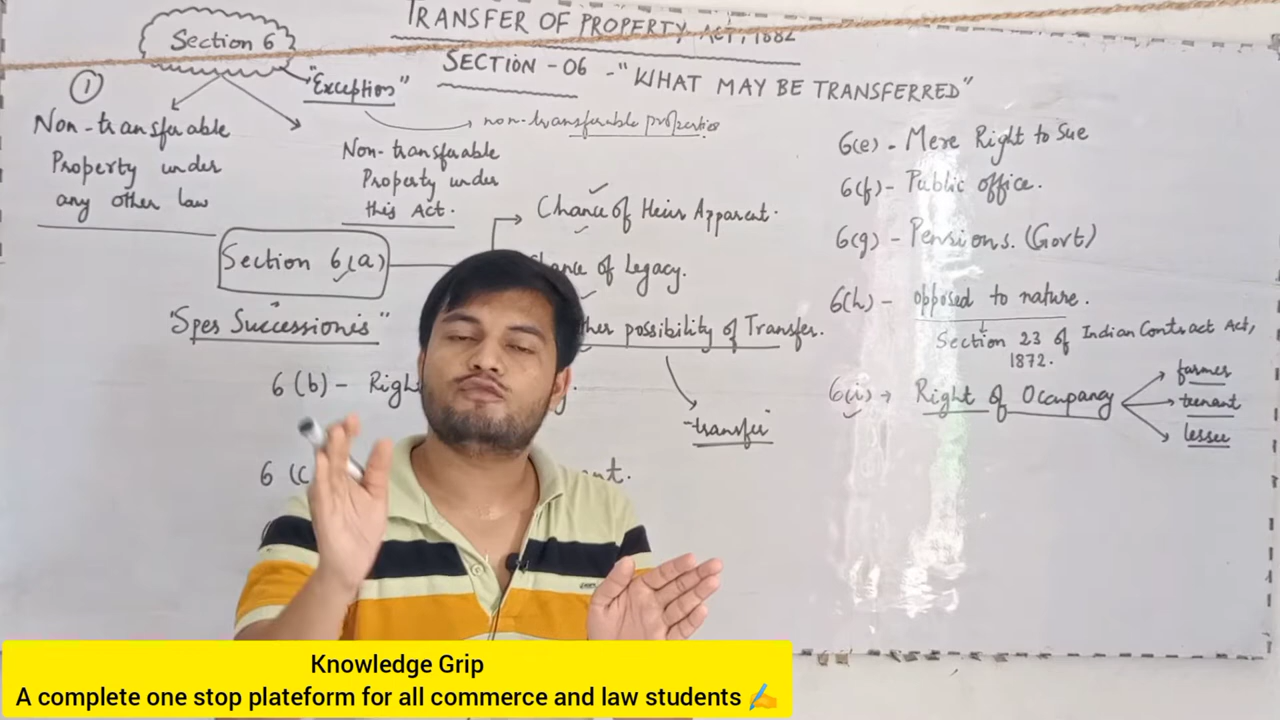 TRANSFER OF PROPERTY ACT, 1882
SECTION - 06 - "WHAT MAY BE TRANSFERRED"
Section 6
"Exception"
non-transferable properties
①
Non-transferable
Property under
any other law
Non-transferable
Property under
this Act.
Section 6(a)
"Spes Successionis"
Chance of Heir Apparent.
of Legacy.
possibility of Transfer.
transfer
6 (b) - Right
6 (c
6(e) - Mere Right to Sue
6(f) - Public office.
6(g) - Pensions. (Govt)
6(h) - opposed to nature.
Section 23 of Indian Contract Act,
1872.
6(i) → Right of Occupancy
farmer
tenant
lessee
Knowledge Grip
A complete one stop plateform for all commerce and law students ✍️